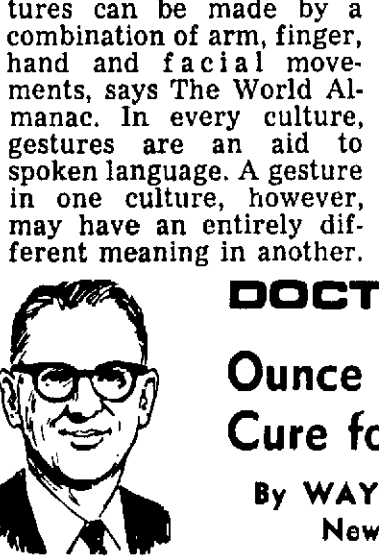 tures can be made by a
combination of arm, finger,
hand and facial move-
ments, says The World Al-
manac. In every culture,
gestures are an aid to
spoken language. A gesture
in one culture, however,
may have an entirely dif-
ferent meaning in another.
DOCT
Ounce
Cure fo
By WAY
New